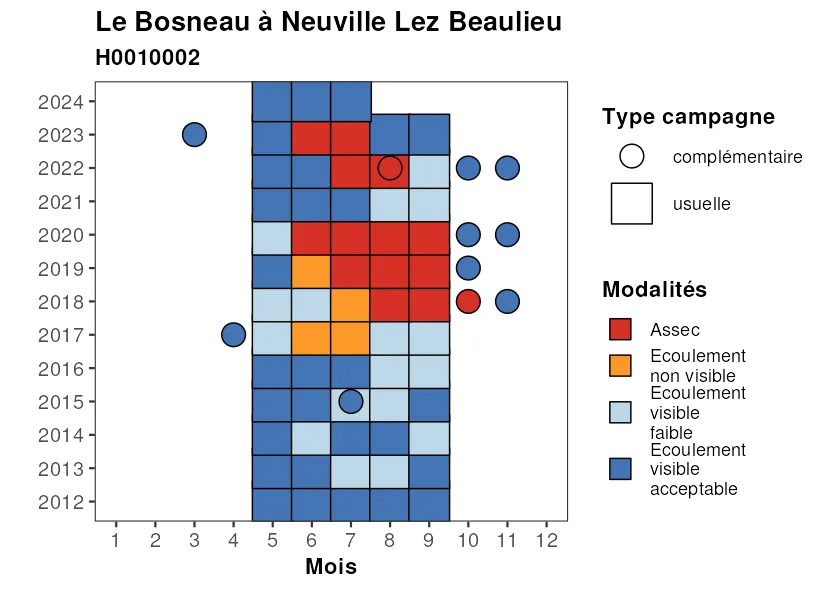 Le Bosneau à Neuville Lez Beaulieu
H0010002
2024
2023
2022
2021
2020
2019
2018
2017
2016
2015
2014
2013
2012
1 2 3 4 5 6 7 8 9 10 11 12
Mois
Type campagne
complémentaire
usuelle
Modalités
Assec
Ecoulement
non visible
Ecoulement
visible
faible
Ecoulement
visible
acceptable